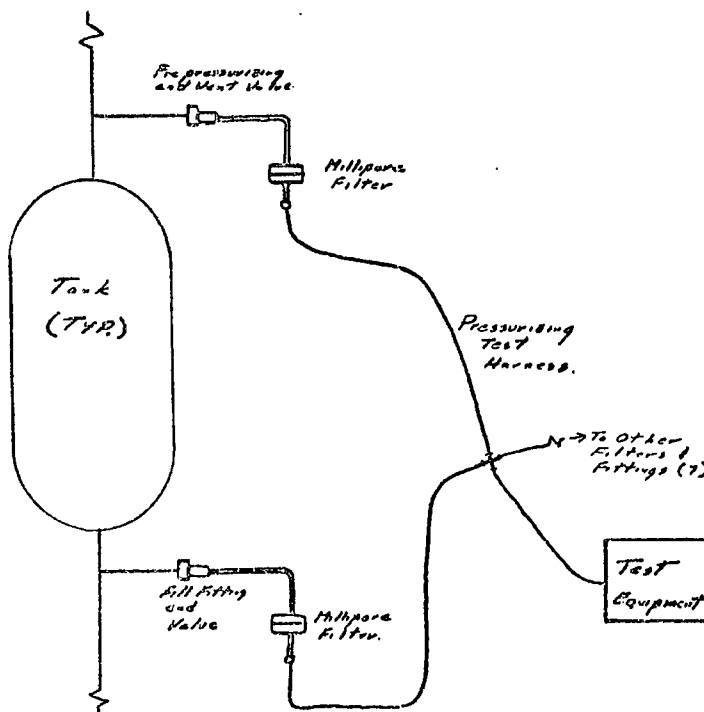 Prepressurizing
and Vent Valve.
Millipore
Filter
Tank
(TYP.)
Pressurizing
Test
Harness.
→ To Other
Filters &
Fittings (7)
Fill Fitting
and
Valve
Millipore
Filter.
Test
Equipment